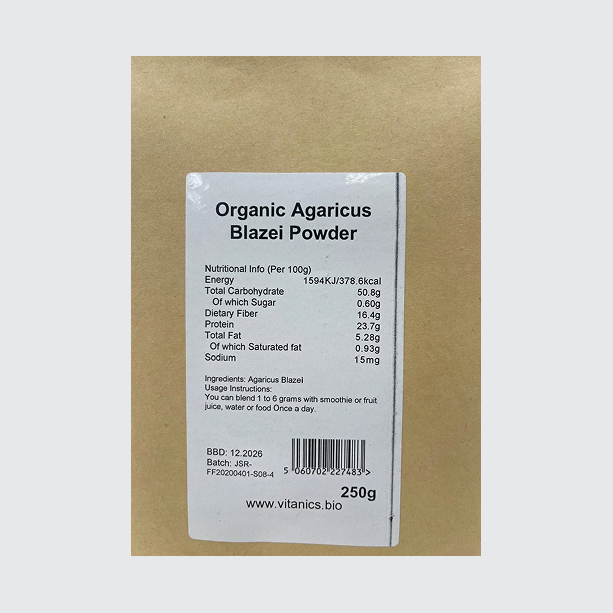 Organic Agaricus
Blazei Powder
Nutritional Info (Per 100g)
Energy 1594KJ/378.6kcal
Total Carbohydrate 50.8g
Of which Sugar 0.60g
Dietary Fiber 16.4g
Protein 23.7g
Total Fat 5.28g
Of which Saturated fat 0.93g
Sodium 15mg
Ingredients: Agaricus Blazei
Usage Instructions:
You can blend 1 to 6 grams with smoothie or fruit
juice, water or food Once a day.
BBD: 12.2026
Batch: JSR-
FF20200401-S08-4
5 060702 227483 >
250g
www.vitanics.bio